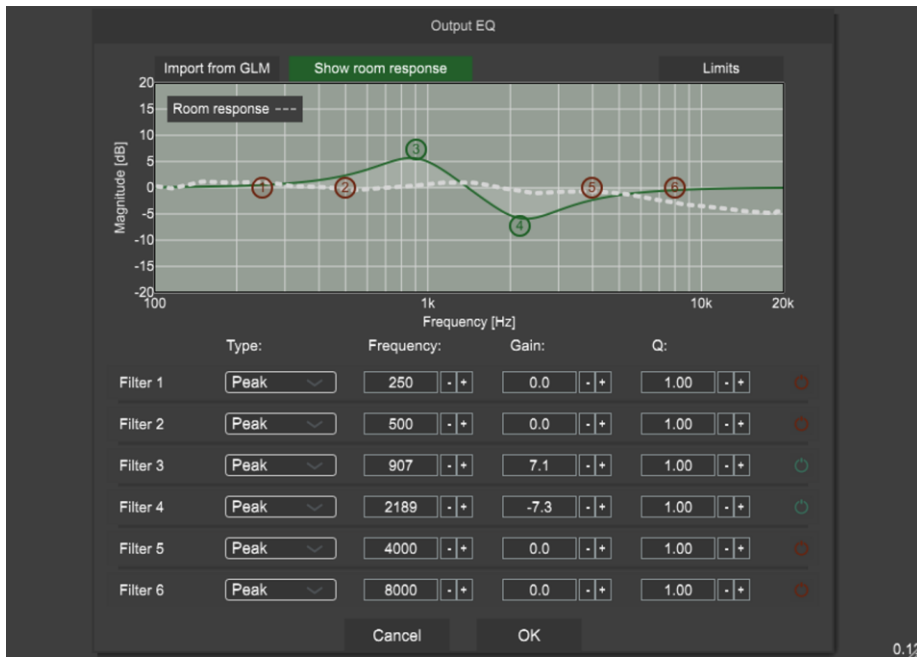 Output EQ
Import from GLM Show room response Limits
20
15 Room response ---
10
5 3
0 1 2 5 6
-5 4
-10
-15
-20
Magnitude [dB]
100 1k 10k 20k
Frequency [Hz]
Type: Frequency: Gain: Q:
Filter 1 Peak 250 - + 0.0 - + 1.00 - +
Filter 2 Peak 500 - + 0.0 - + 1.00 - +
Filter 3 Peak 907 - + 7.1 - + 1.00 - +
Filter 4 Peak 2189 - + -7.3 - + 1.00 - +
Filter 5 Peak 4000 - + 0.0 - + 1.00 - +
Filter 6 Peak 8000 - + 0.0 - + 1.00 - +
Cancel OK